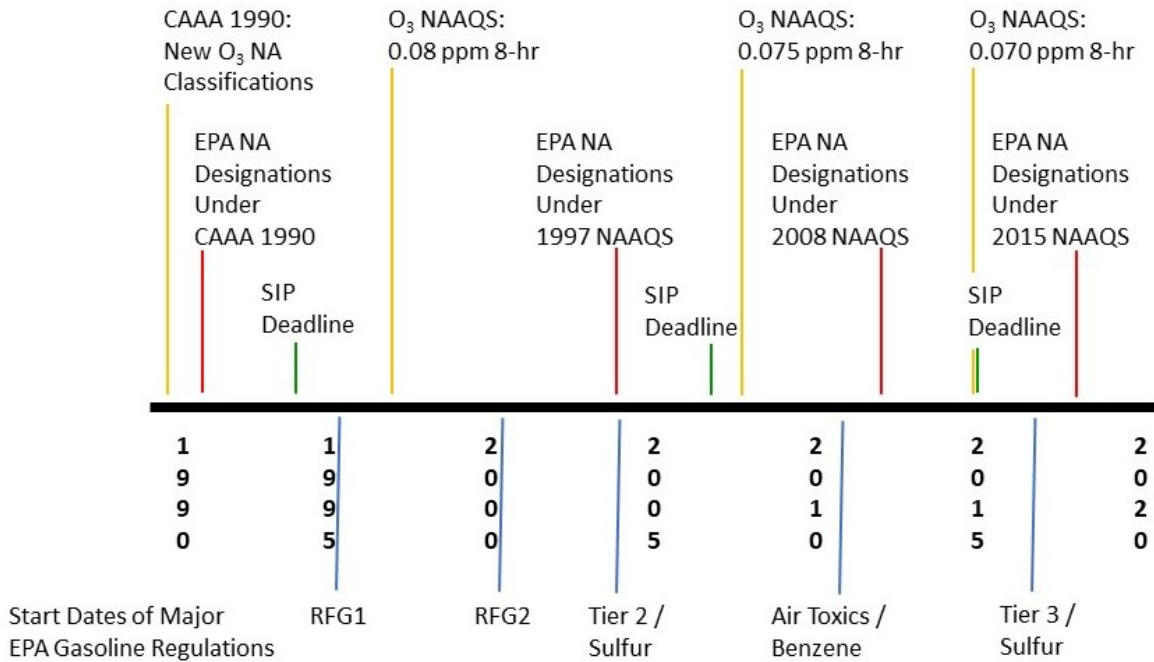 CAAA 1990:
New O₃ NA
Classifications
O₃ NAAQS:
0.08 ppm 8-hr
O₃ NAAQS:
0.075 ppm 8-hr
O₃ NAAQS:
0.070 ppm 8-hr
EPA NA
Designations
Under
CAAA 1990
EPA NA
Designations
Under
1997 NAAQS
EPA NA
Designations
Under
2008 NAAQS
EPA NA
Designations
Under
2015 NAAQS
SIP
Deadline
SIP
Deadline
SIP
Deadline
1990
1995
2000
2005
2010
2015
2020
Start Dates of Major
EPA Gasoline Regulations
RFG1
RFG2
Tier 2 /
Sulfur
Air Toxics /
Benzene
Tier 3 /
Sulfur